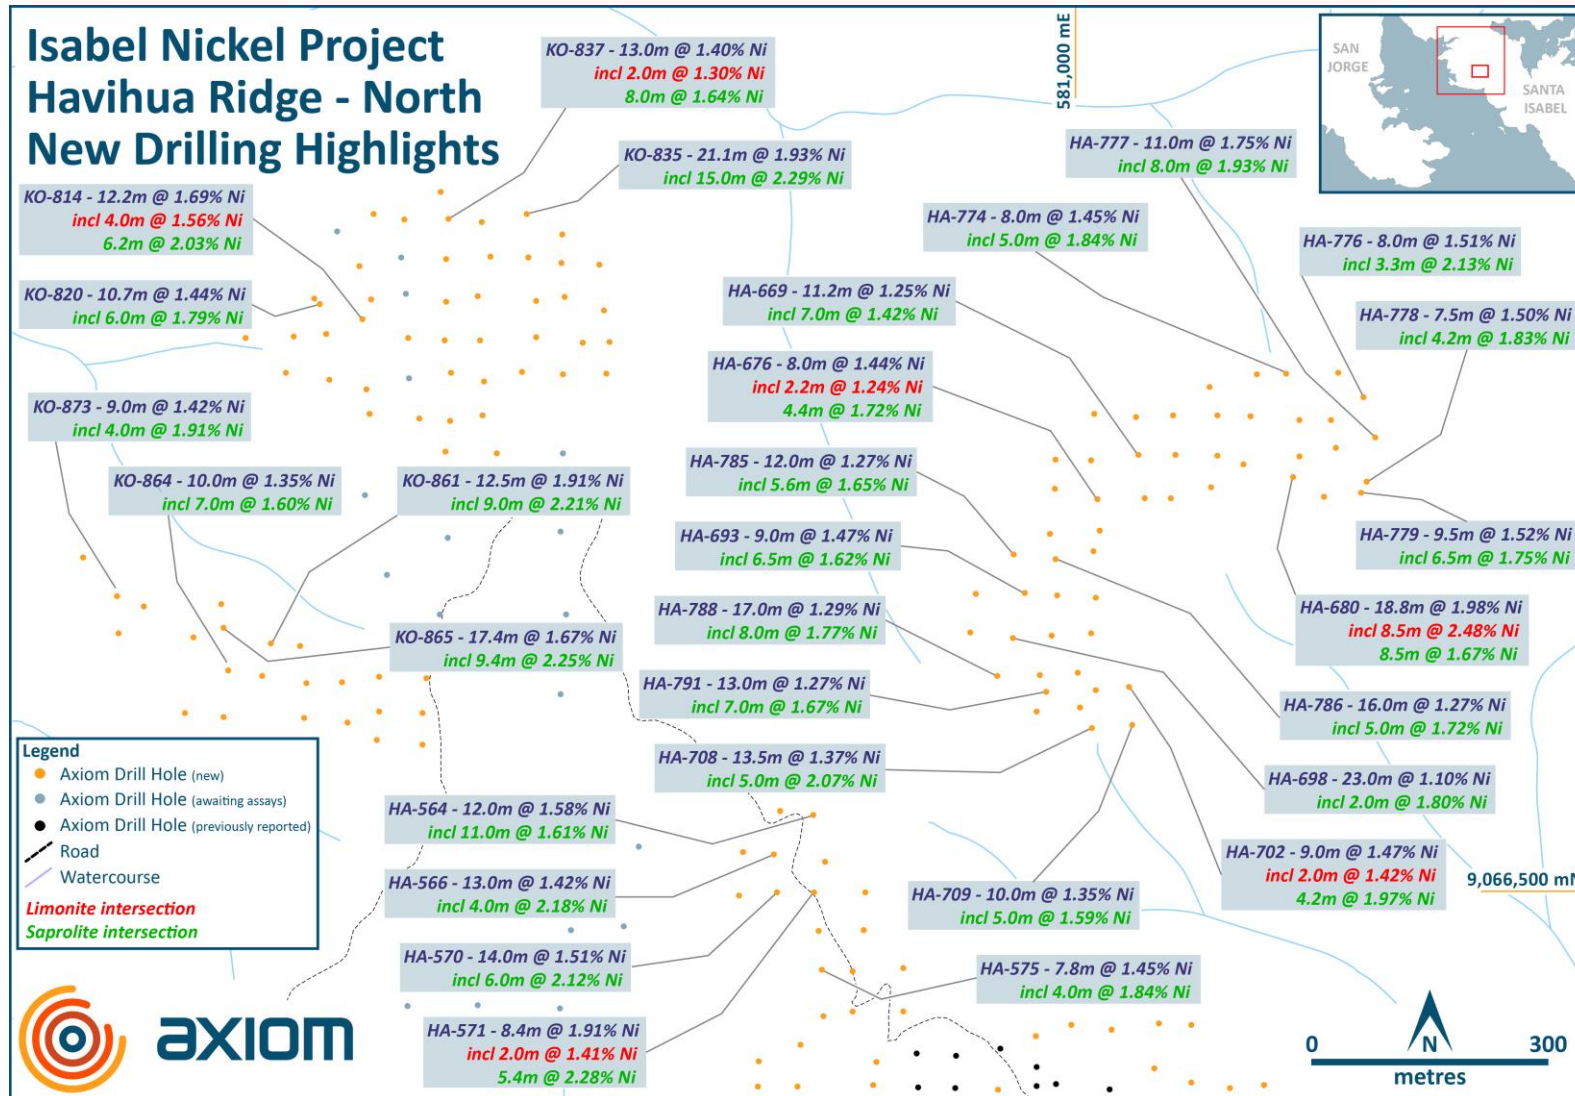 Isabel Nickel Project
Havihua Ridge - North
New Drilling Highlights
KO-837 - 13.0m @ 1.40% Ni
incl 2.0m @ 1.30% Ni
8.0m @ 1.64% Ni
KO-835 - 21.1m @ 1.93% Ni
incl 15.0m @ 2.29% Ni
581,000 mE
SAN
JORGE
SANTA
ISABEL
HA-777 - 11.0m @ 1.75% Ni
incl 8.0m @ 1.93% Ni
KO-814 - 12.2m @ 1.69% Ni
incl 4.0m @ 1.56% Ni
6.2m @ 2.03% Ni
HA-774 - 8.0m @ 1.45% Ni
incl 5.0m @ 1.84% Ni
HA-776 - 8.0m @ 1.51% Ni
incl 3.3m @ 2.13% Ni
KO-820 - 10.7m @ 1.44% Ni
incl 6.0m @ 1.79% Ni
HA-669 - 11.2m @ 1.25% Ni
incl 7.0m @ 1.42% Ni
HA-778 - 7.5m @ 1.50% Ni
incl 4.2m @ 1.83% Ni
HA-676 - 8.0m @ 1.44% Ni
incl 2.2m @ 1.24% Ni
4.4m @ 1.72% Ni
KO-873 - 9.0m @ 1.42% Ni
incl 4.0m @ 1.91% Ni
KO-864 - 10.0m @ 1.35% Ni
incl 7.0m @ 1.60% Ni
KO-861 - 12.5m @ 1.91% Ni
incl 9.0m @ 2.21% Ni
HA-785 - 12.0m @ 1.27% Ni
incl 5.6m @ 1.65% Ni
HA-693 - 9.0m @ 1.47% Ni
incl 6.5m @ 1.62% Ni
HA-779 - 9.5m @ 1.52% Ni
incl 6.5m @ 1.75% Ni
HA-788 - 17.0m @ 1.29% Ni
incl 8.0m @ 1.77% Ni
HA-680 - 18.8m @ 1.98% Ni
incl 8.5m @ 2.48% Ni
8.5m @ 1.67% Ni
KO-865 - 17.4m @ 1.67% Ni
incl 9.4m @ 2.25% Ni
HA-791 - 13.0m @ 1.27% Ni
incl 7.0m @ 1.67% Ni
HA-786 - 16.0m @ 1.27% Ni
incl 5.0m @ 1.72% Ni
HA-708 - 13.5m @ 1.37% Ni
incl 5.0m @ 2.07% Ni
HA-698 - 23.0m @ 1.10% Ni
incl 2.0m @ 1.80% Ni
Legend
Axiom Drill Hole (new)
Axiom Drill Hole (awaiting assays)
Axiom Drill Hole (previously reported)
Road
Watercourse
Limonite intersection
Saprolite intersection
HA-564 - 12.0m @ 1.58% Ni
incl 11.0m @ 1.61% Ni
HA-702 - 9.0m @ 1.47% Ni
incl 2.0m @ 1.42% Ni
4.2m @ 1.97% Ni
9,066,500 mN
HA-566 - 13.0m @ 1.42% Ni
incl 4.0m @ 2.18% Ni
HA-709 - 10.0m @ 1.35% Ni
incl 5.0m @ 1.59% Ni
HA-570 - 14.0m @ 1.51% Ni
incl 6.0m @ 2.12% Ni
HA-575 - 7.8m @ 1.45% Ni
incl 4.0m @ 1.84% Ni
HA-571 - 8.4m @ 1.91% Ni
incl 2.0m @ 1.41% Ni
5.4m @ 2.28% Ni
axiom
0 N 300
metres